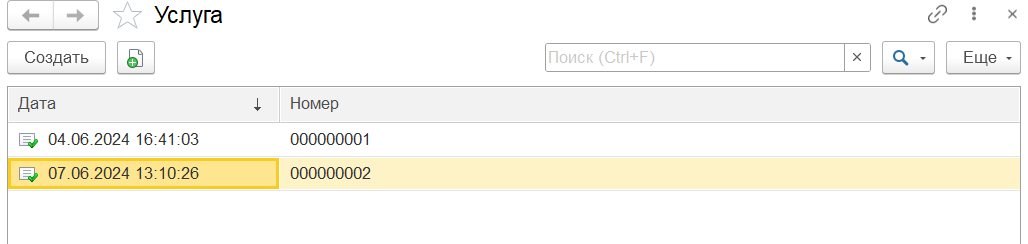 Услуга
Создать
Поиск (Ctrl+F)
Еще
Дата Номер
04.06.2024 16:41:03 000000001
07.06.2024 13:10:26 000000002